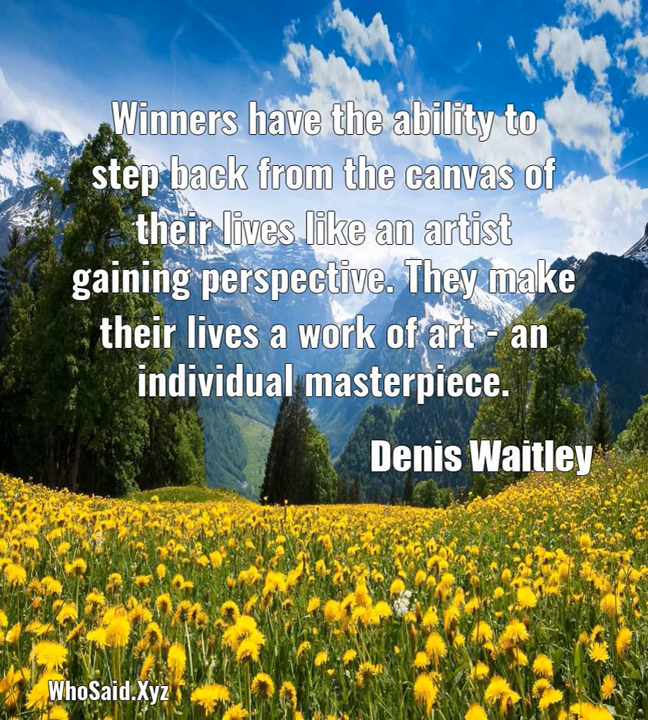 Winners have the ability to
step back from the canvas of
their lives like an artist
gaining perspective. They make
their lives a work of art - an
individual masterpiece.
Denis Waitley
WhoSaid.Xyz